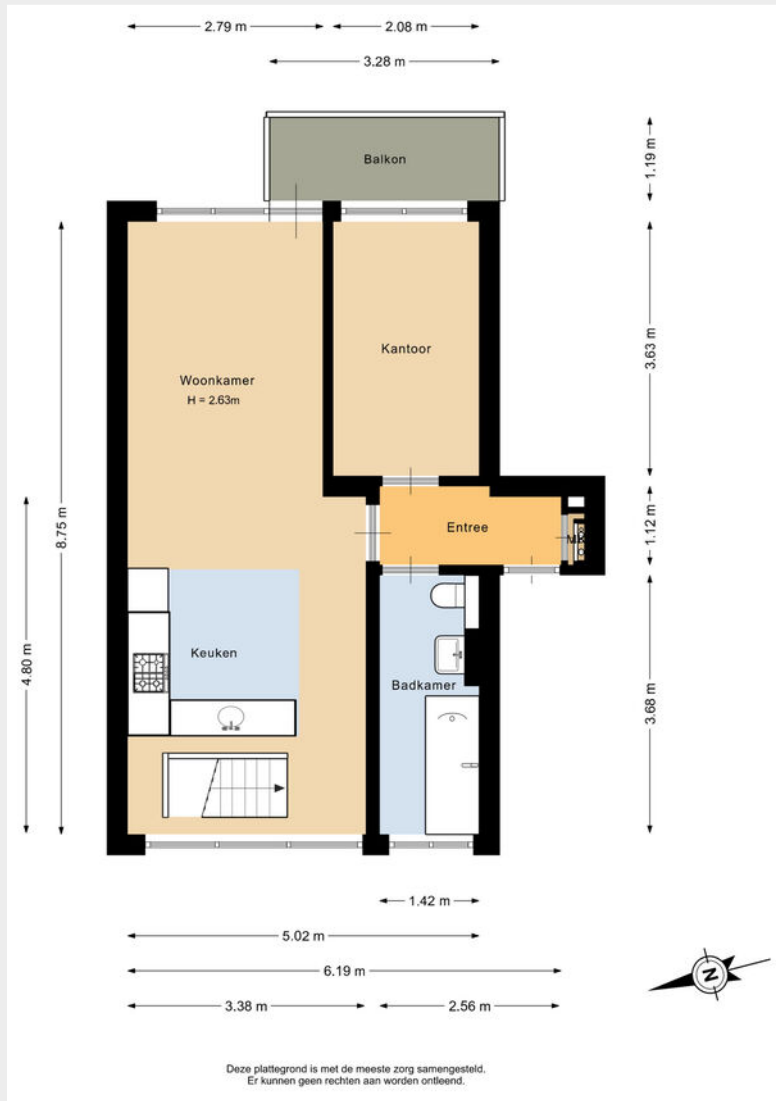 2.79 m
2.08 m
3.28 m
Balkon
1.19 m
Woonkamer
H = 2.63m
Kantoor
3.63 m
8.75 m
Entree
1.12 m
4.80 m
Keuken
Badkamer
3.68 m
1.42 m
5.02 m
6.19 m
3.38 m
2.56 m
N
Deze plattegrond is met de meeste zorg samengesteld.
Er kunnen geen rechten aan worden ontleend.